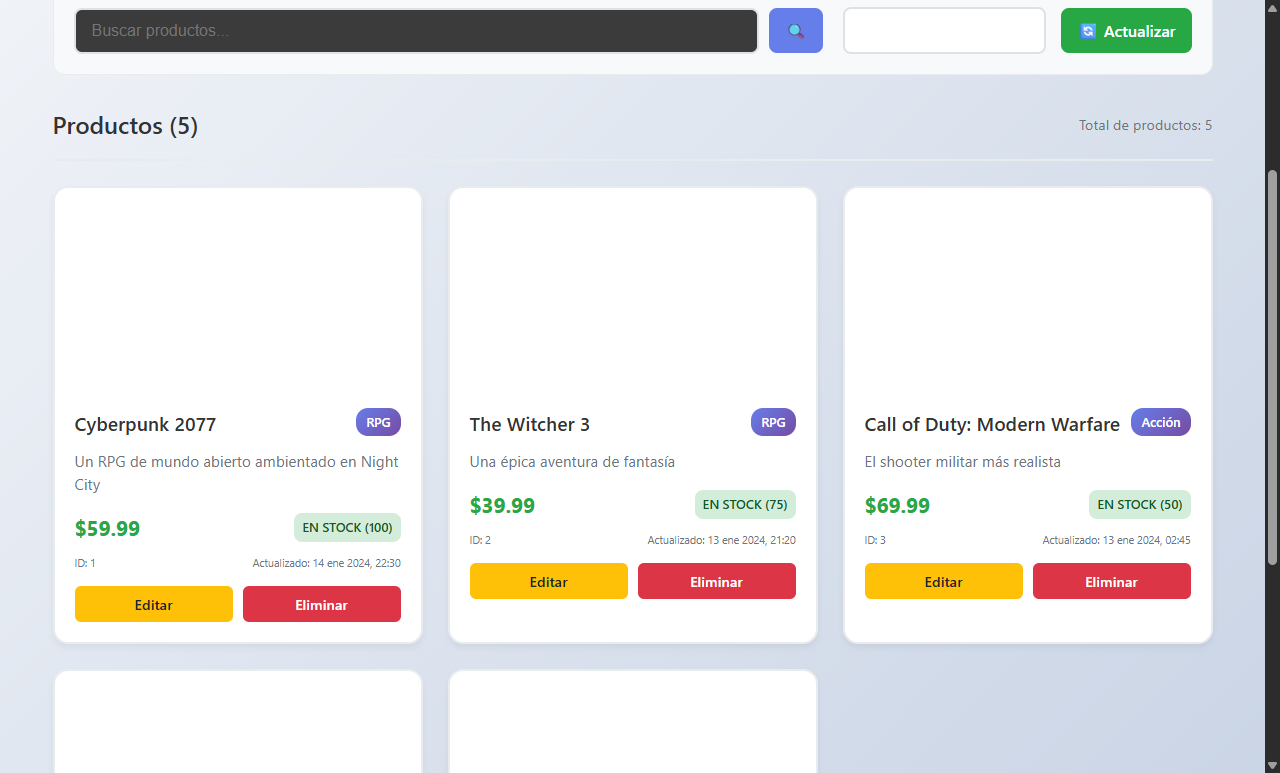 Buscar productos...
Actualizar
Productos (5)
Total de productos: 5
Cyberpunk 2077
RPG
Un RPG de mundo abierto ambientado en Night
City
$59.99
EN STOCK (100)
ID: 1
Actualizado: 14 ene 2024, 22:30
Editar
Eliminar
The Witcher 3
RPG
Una épica aventura de fantasía
$39.99
EN STOCK (75)
ID: 2
Actualizado: 13 ene 2024, 21:20
Editar
Eliminar
Call of Duty: Modern Warfare
Acción
El shooter militar más realista
$69.99
EN STOCK (50)
ID: 3
Actualizado: 13 ene 2024, 02:45
Editar
Eliminar